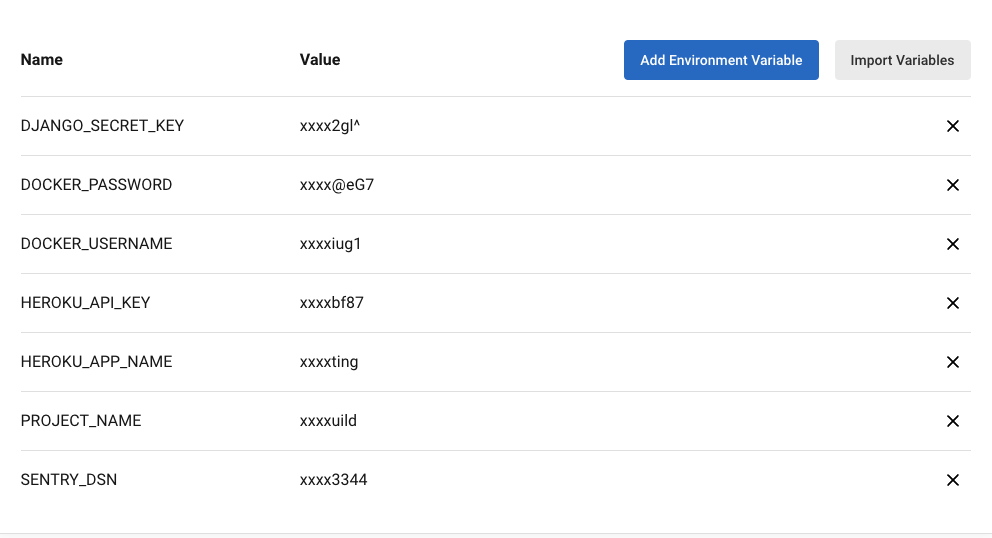 Name Value Add Environment Variable Import Variables
DJANGO_SECRET_KEY xxxx2gl^
DOCKER_PASSWORD xxxx@eG7
DOCKER_USERNAME xxxxiug1
HEROKU_API_KEY xxxxbf87
HEROKU_APP_NAME xxxxting
PROJECT_NAME xxxxuild
SENTRY_DSN xxxx3344